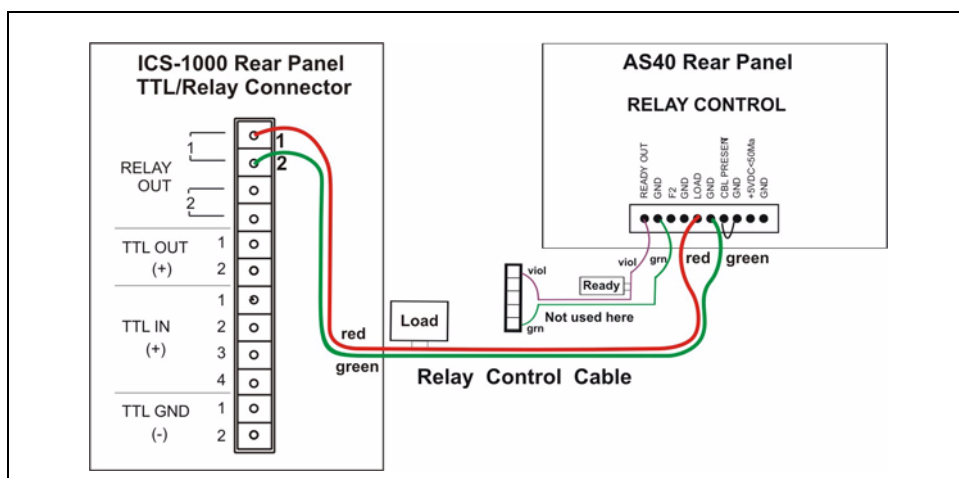 ICS-1000 Rear Panel
TTL/Relay Connector
RELAY
OUT
1
2
1
2
TTL OUT
(+)
1
2
TTL IN
(+)
1
2
3
4
TTL GND
(-)
1
2
AS40 Rear Panel
RELAY CONTROL
READY OUT
GND
F2
GND
LOAD
GND
CBL PRESENT
GND
+5VDC<50Ma
GND
viol
grn
red
green
viol
Ready
grn
Not used here
Load
red
green
Relay Control Cable